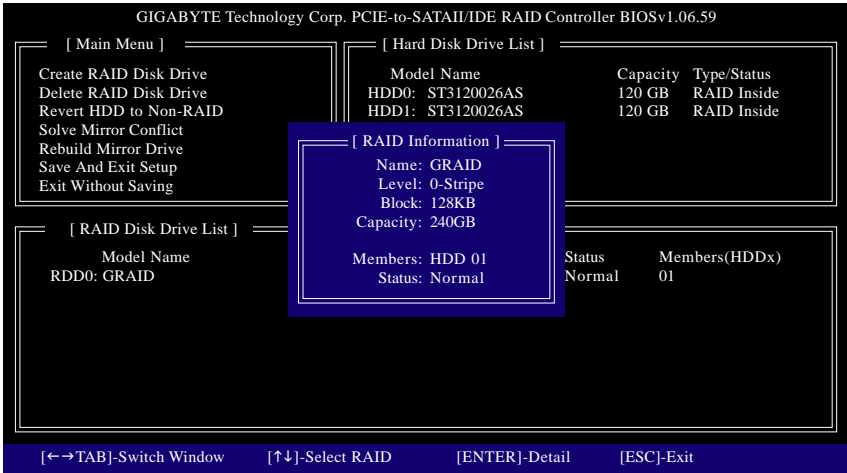 GIGABYTE Technology Corp. PCIE-to-SATAII/IDE RAID Controller BIOSv1.06.59
[ Main Menu ]
Create RAID Disk Drive
Delete RAID Disk Drive
Revert HDD to Non-RAID
Solve Mirror Conflict
Rebuild Mirror Drive
Save And Exit Setup
Exit Without Saving
[ Hard Disk Drive List ]
Model Name Capacity Type/Status
HDD0: ST3120026AS 120 GB RAID Inside
HDD1: ST3120026AS 120 GB RAID Inside
[ RAID Information ]
Name: GRAID
Level: 0-Stripe
Block: 128KB
Capacity: 240GB
Members: HDD 01
Status: Normal
[ RAID Disk Drive List ]
Model Name Status Members(HDDx)
RDD0: GRAID Normal 01
[←→TAB]-Switch Window [↑↓]-Select RAID [ENTER]-Detail [ESC]-Exit